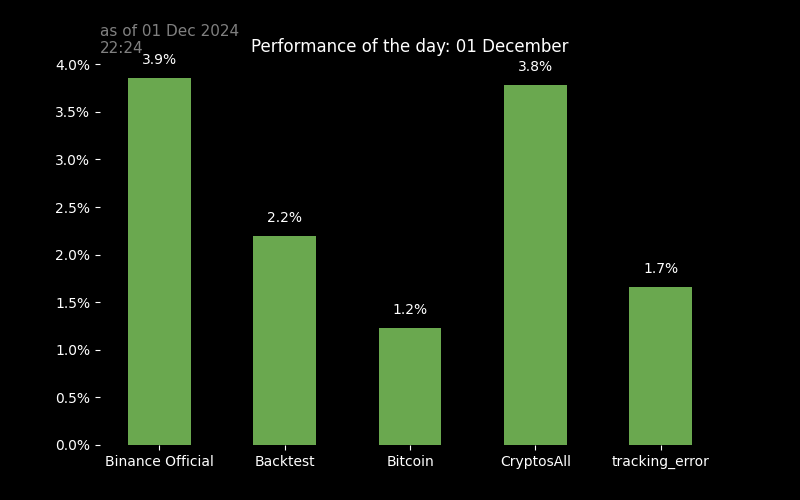 as of 01 Dec 2024
22:24
Performance of the day: 01 December
4.0%
3.5%
3.0%
2.5%
2.0%
1.5%
1.0%
0.5%
0.0%
3.9%
2.2%
1.2%
3.8%
1.7%
Binance Official
Backtest
Bitcoin
CryptosAll
tracking_error